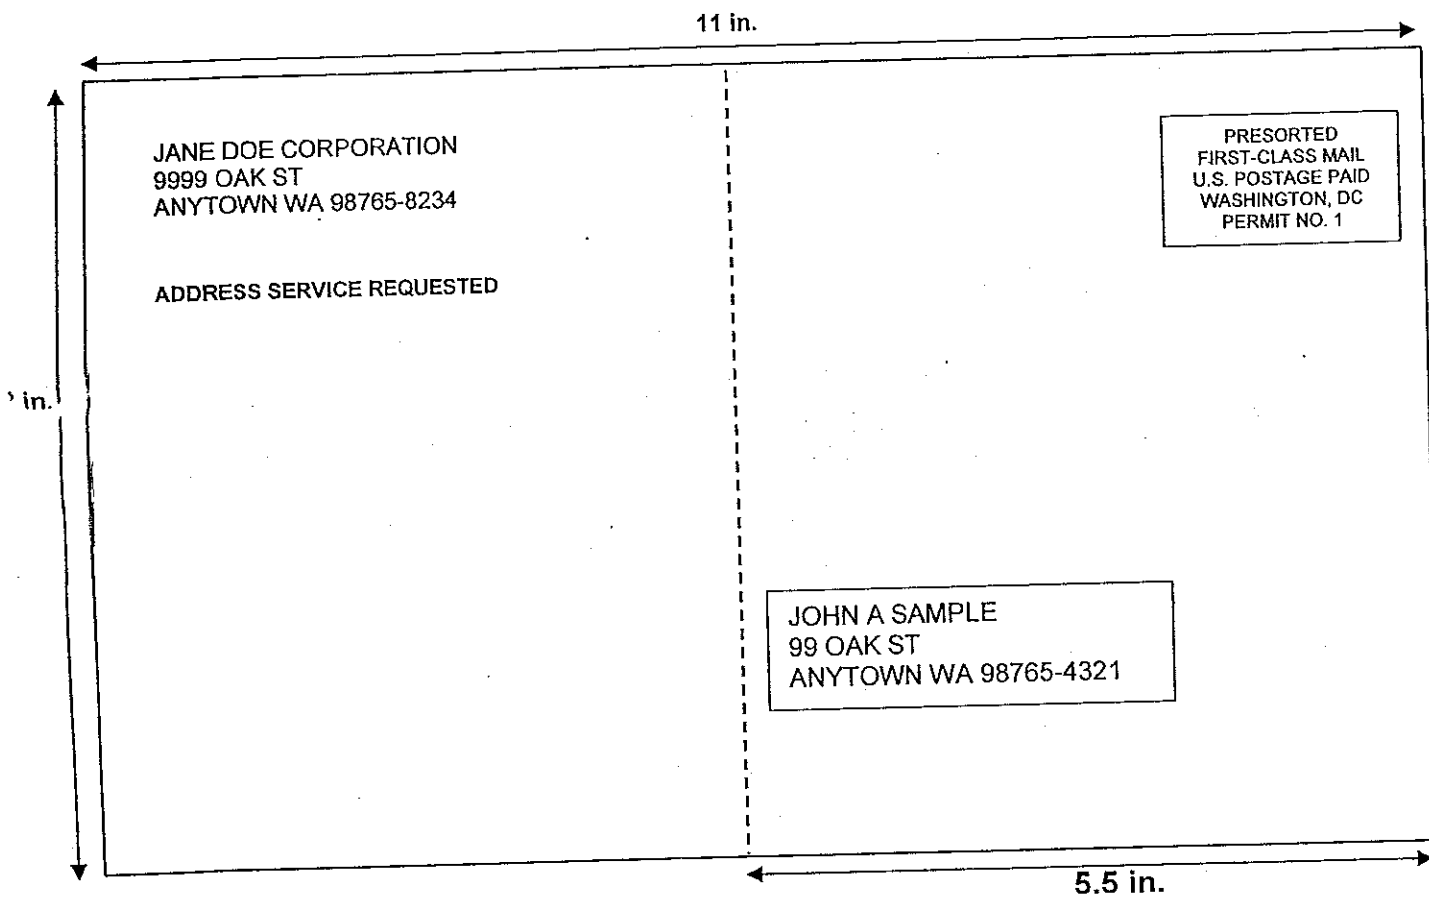 11 in.
JANE DOE CORPORATION
9999 OAK ST
ANYTOWN WA 98765-8234
ADDRESS SERVICE REQUESTED
PRESORTED
FIRST-CLASS MAIL
U.S. POSTAGE PAID
WASHINGTON, DC
PERMIT NO. 1
in.
JOHN A SAMPLE
99 OAK ST
ANYTOWN WA 98765-4321
5.5 in.